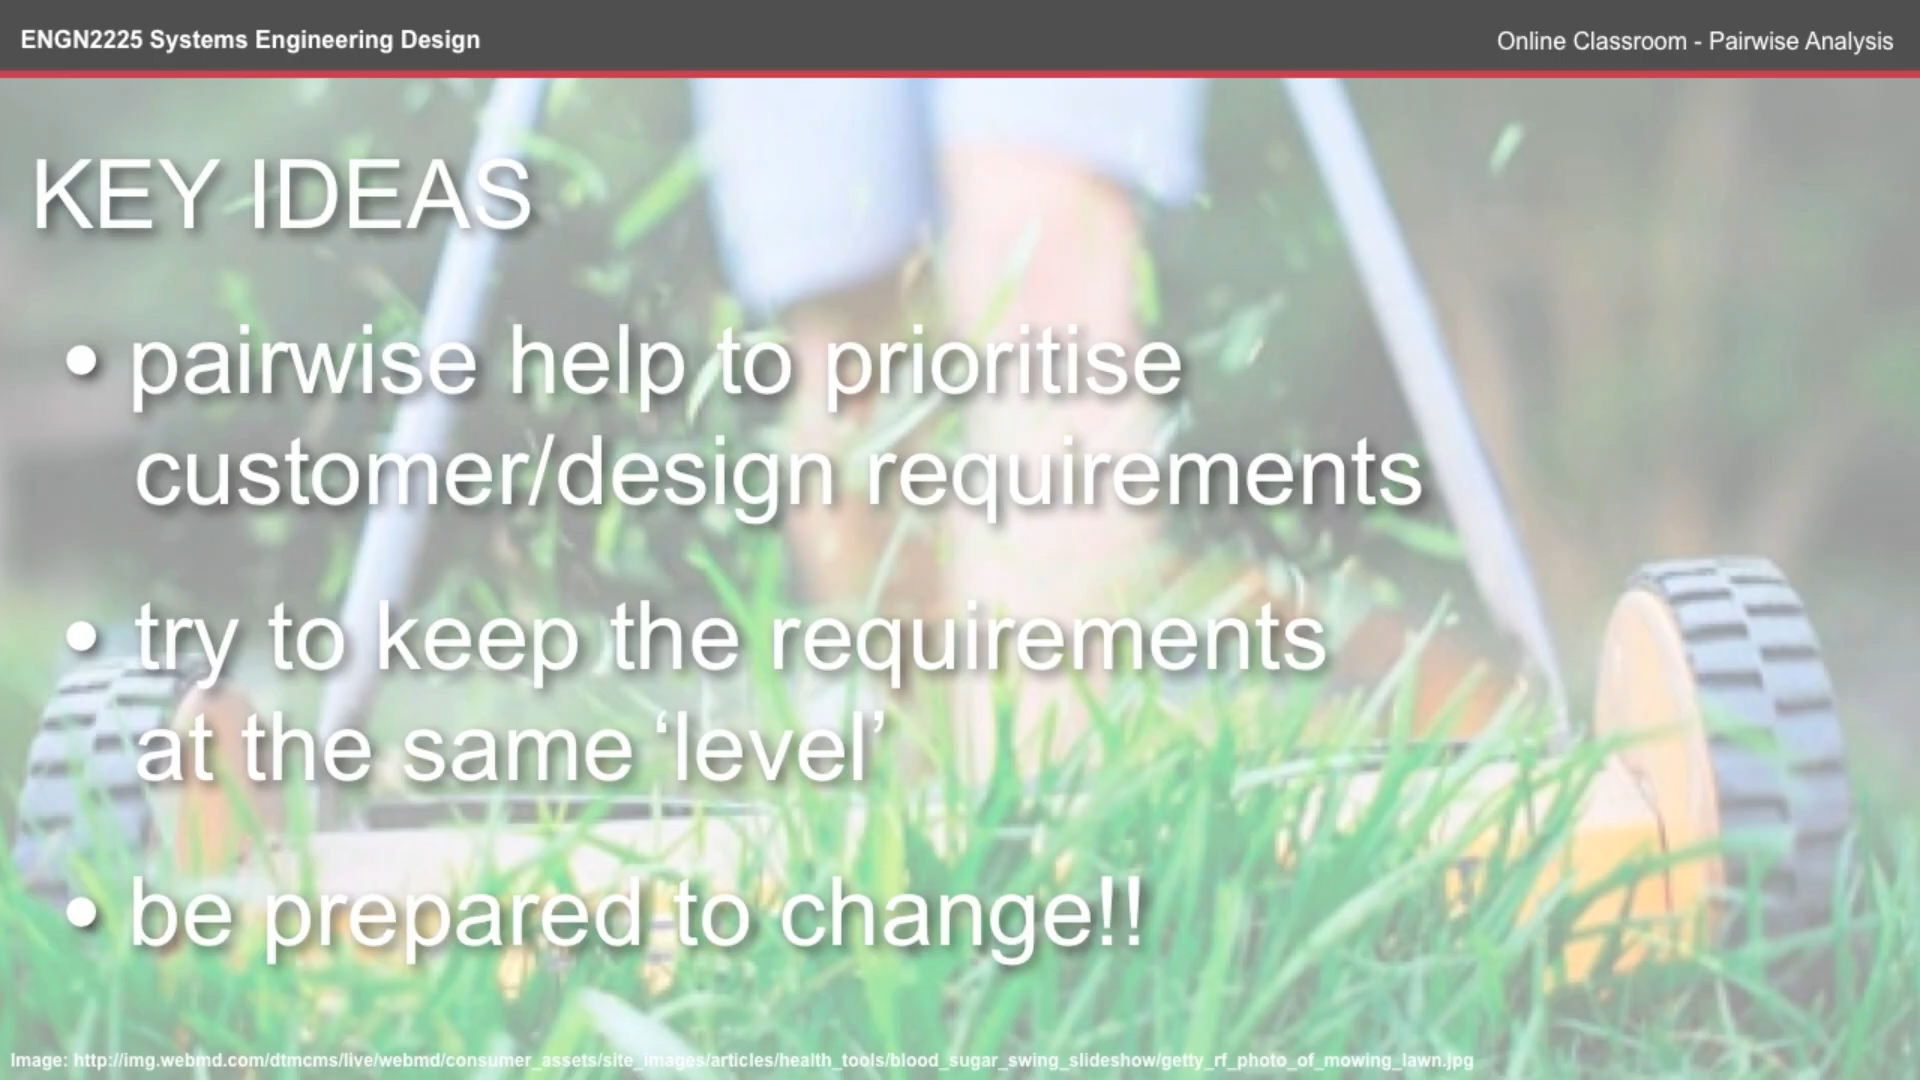 ENGN2225 Systems Engineering Design
Online Classroom - Pairwise Analysis
KEY IDEAS
• pairwise help to prioritise
customer/design requirements
• try to keep the requirements
at the same ‘level’
• be prepared to change!!
Image: http://img.webmd.com/dtmcms/live/webmd/consumer_assets/site_images/articles/health_tools/blood_sugar_swing_slideshow/getty_rf_photo_of_mowing_lawn.jpg